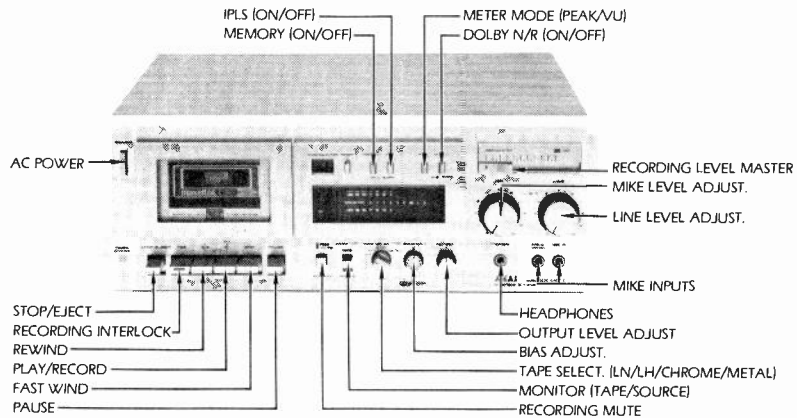 IPLS (ON/OFF)
MEMORY (ON/OFF)
METER MODE (PEAK/VU)
DOLBY N/R (ON/OFF)
AC POWER
RECORDING LEVEL MASTER
MIKE LEVEL ADJUST.
LINE LEVEL ADJUST.
MIKE INPUTS
STOP/EJECT
RECORDING INTERLOCK
REWIND
PLAY/RECORD
FAST WIND
PAUSE
HEADPHONES
OUTPUT LEVEL ADJUST
BIAS ADJUST.
TAPE SELECT. (LN/LH/CHROME/METAL)
MONITOR (TAPE/SOURCE)
RECORDING MUTE
AKAI